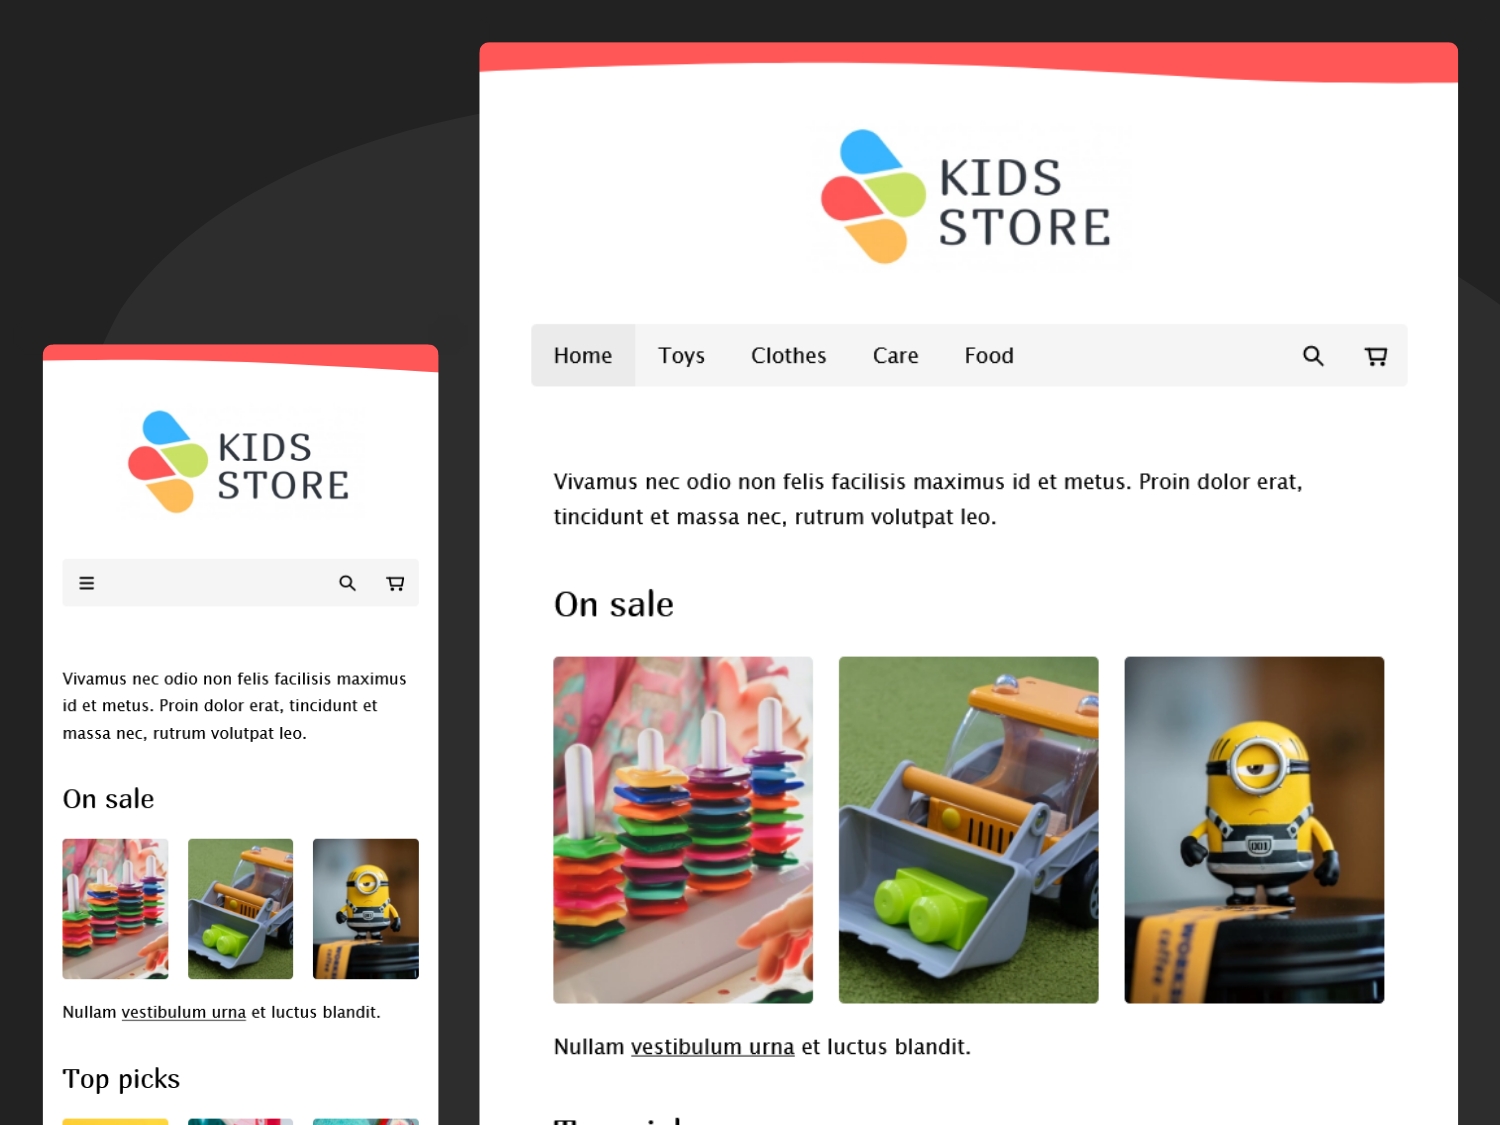 KIDS
STORE
Vivamus nec odio non felis facilisis maximus
id et metus. Proin dolor erat, tincidunt et
massa nec, rutrum volutpat leo.
On sale
001
Nullam vestibulum urna et luctus blandit.
Top picks
KIDS
STORE
Home Toys Clothes Care Food
Vivamus nec odio non felis facilisis maximus id et metus. Proin dolor erat,
tincidunt et massa nec, rutrum volutpat leo.
On sale
001
coffee
Nullam vestibulum urna et luctus blandit.